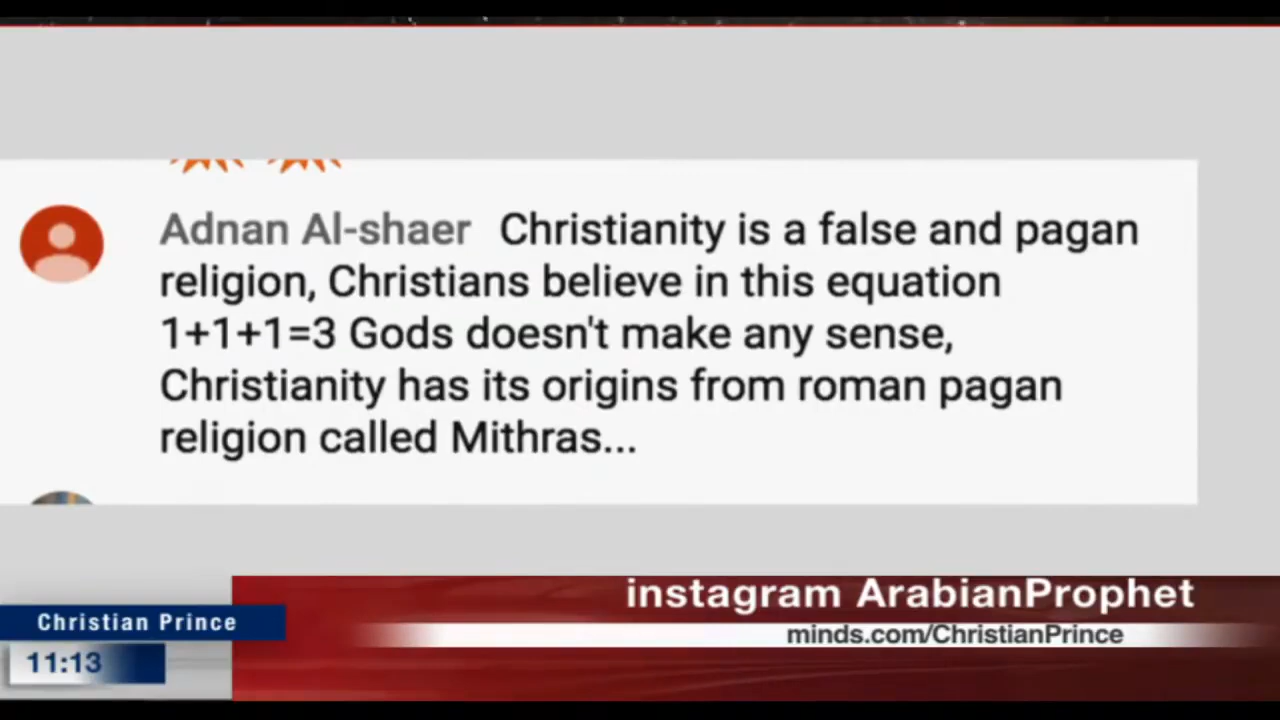 Adnan Al-shaer Christianity is a false and pagan
religion, Christians believe in this equation
1+1+1=3 Gods doesn't make any sense,
Christianity has its origins from roman pagan
religion called Mithras...
instagram ArabianProphet
minds.com/ChristianPrince
Christian Prince
11:13